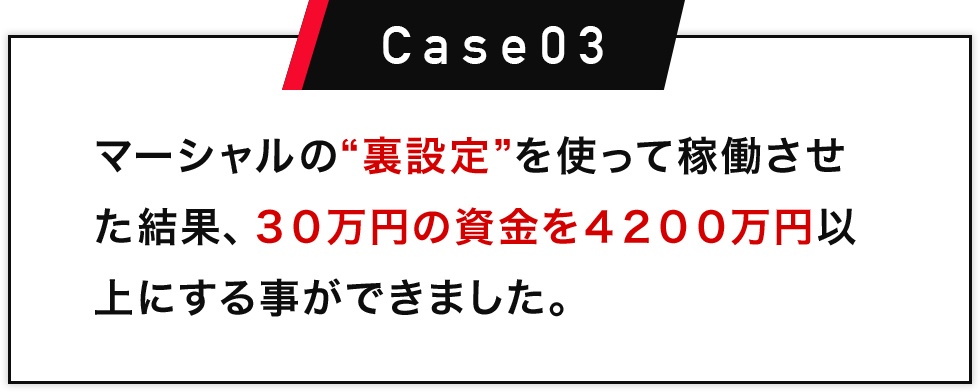 Case03
マーシャルの“裏設定”を使って稼働させ
た結果、３０万円の資金を４２００万円以
上にする事ができました。